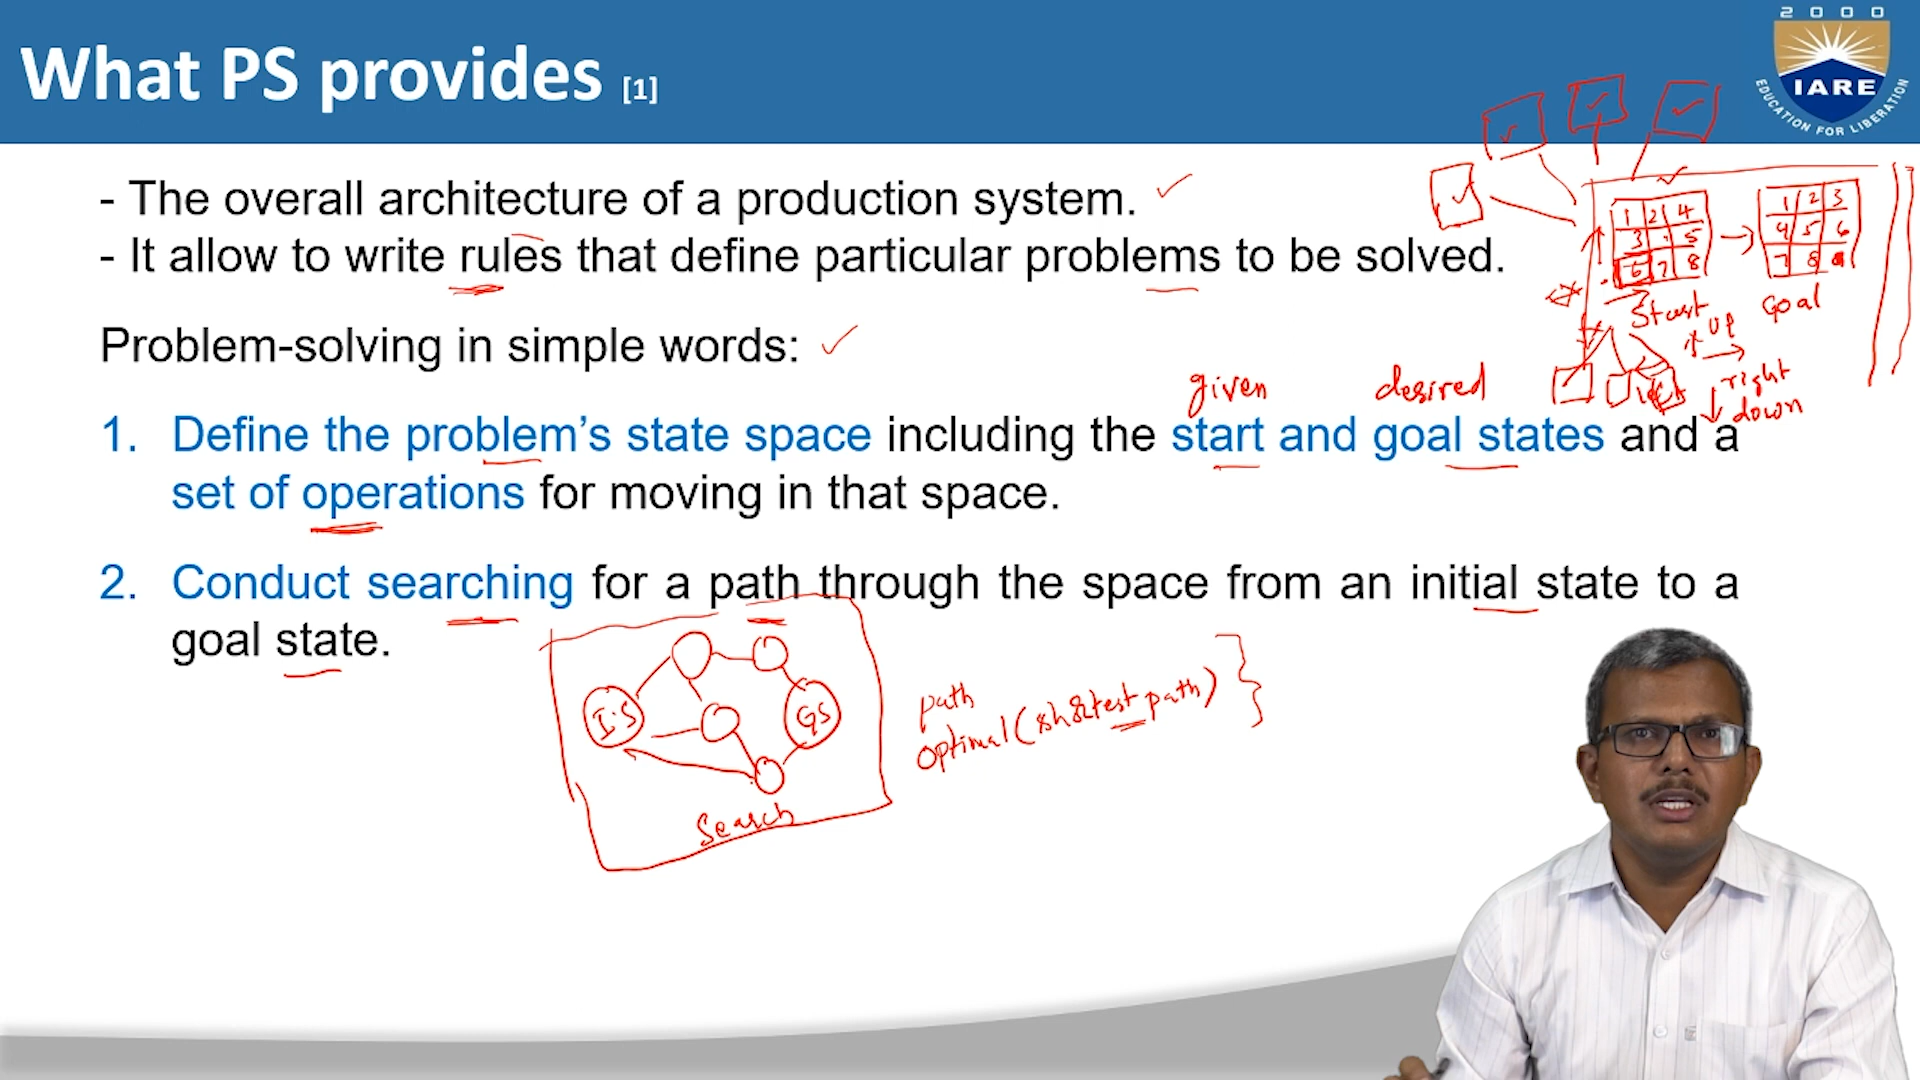 What PS provides [1]
2 0 0 0
IARE
EDUCATION FOR LIBERATION
- The overall architecture of a production system.
- It allow to write rules that define particular problems to be solved.
1 2 4
3 5
6 7 8
Start
1 2 3
4 5 6
7 8
Goal
up
right
down
Problem-solving in simple words:
given desired
1. Define the problem's state space including the start and goal states and a
set of operations for moving in that space.
2. Conduct searching for a path through the space from an initial state to a
goal state.
I.S
GS
Search
path
optimal (shortest path)